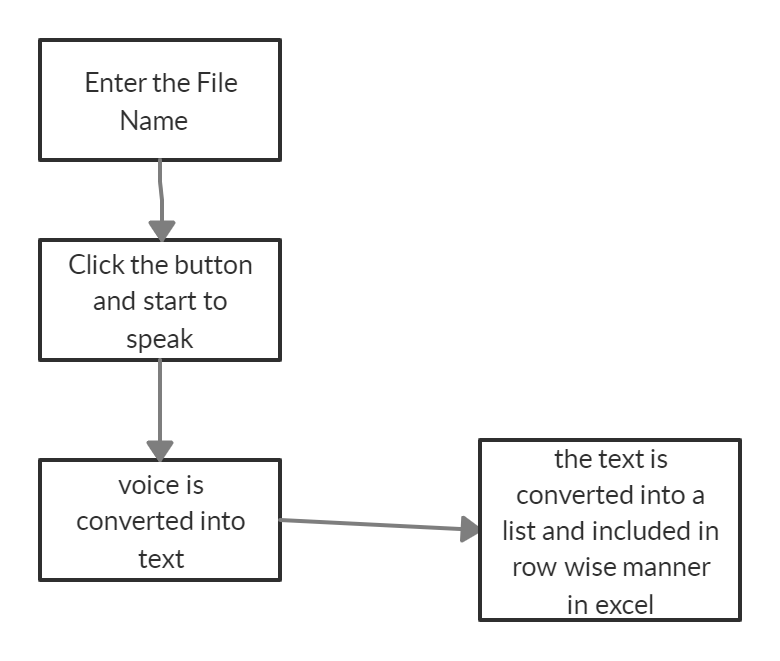 Enter the File
Name
Click the button
and start to
speak
voice is
converted into
text
the text is
converted into a
list and included in
row wise manner
in excel